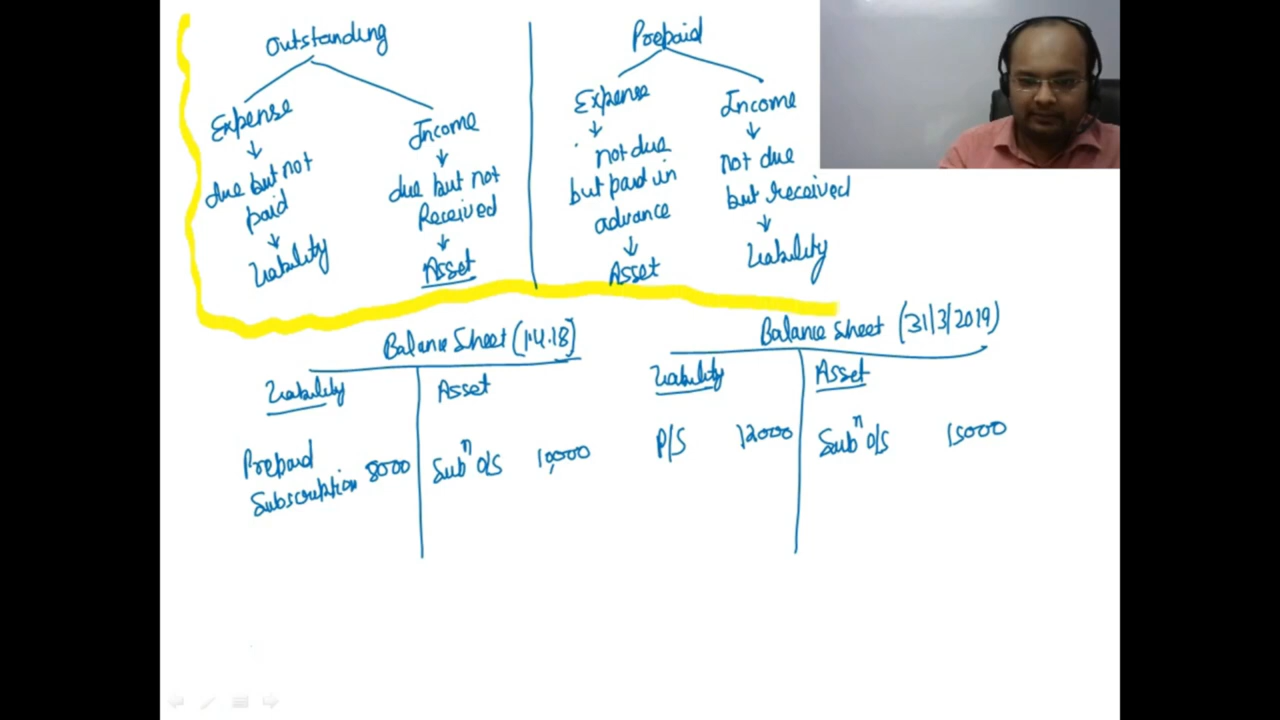 Outstanding
Expense
Income
due but not
paid
Liability
due but not
Received
Asset
Prepaid
Expense
Income
not due
but paid in
advance
Asset
not due
but received
Liability
Balance Sheet (1.4.18)
Liability
Asset
Prepaid
Subscription 8000
Subⁿ O/S 10,000
Balance Sheet (31/3/2019)
Liability
Asset
P/S 12000
Subⁿ O/S 15000